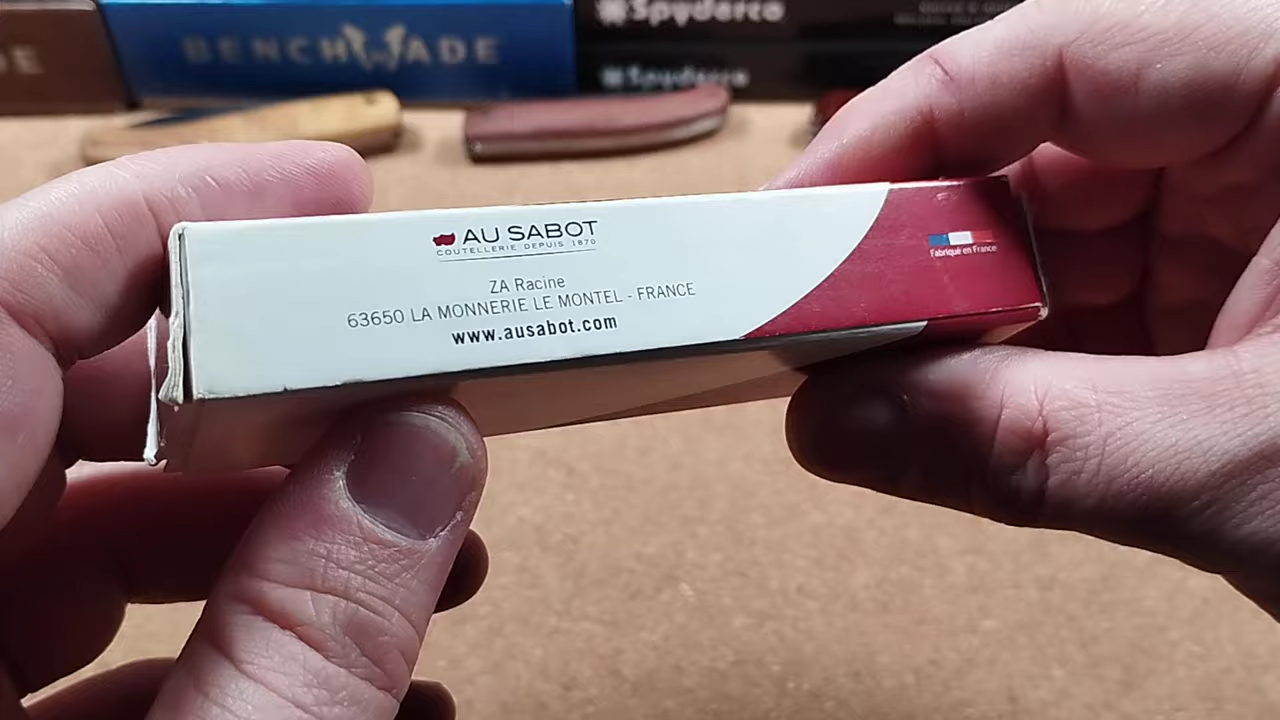 BENCHMADE
Spyderco
Spyderco
AU SABOT
COUTELLERIE DEPUIS 1870
ZA Racine
63650 LA MONNERIE LE MONTEL - FRANCE
www.ausabot.com
Fabriqué en France